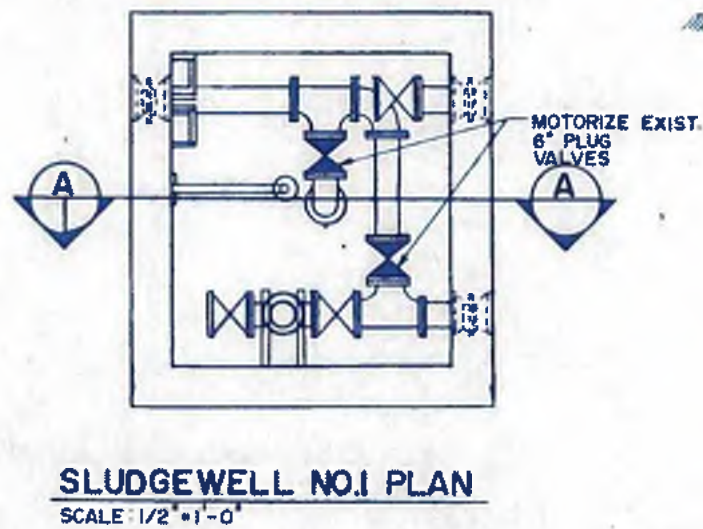 MOTORIZE EXIST.
6" PLUG
VALVES
A
A
SLUDGEWELL NO.1 PLAN
SCALE: 1/2"=1'-0"